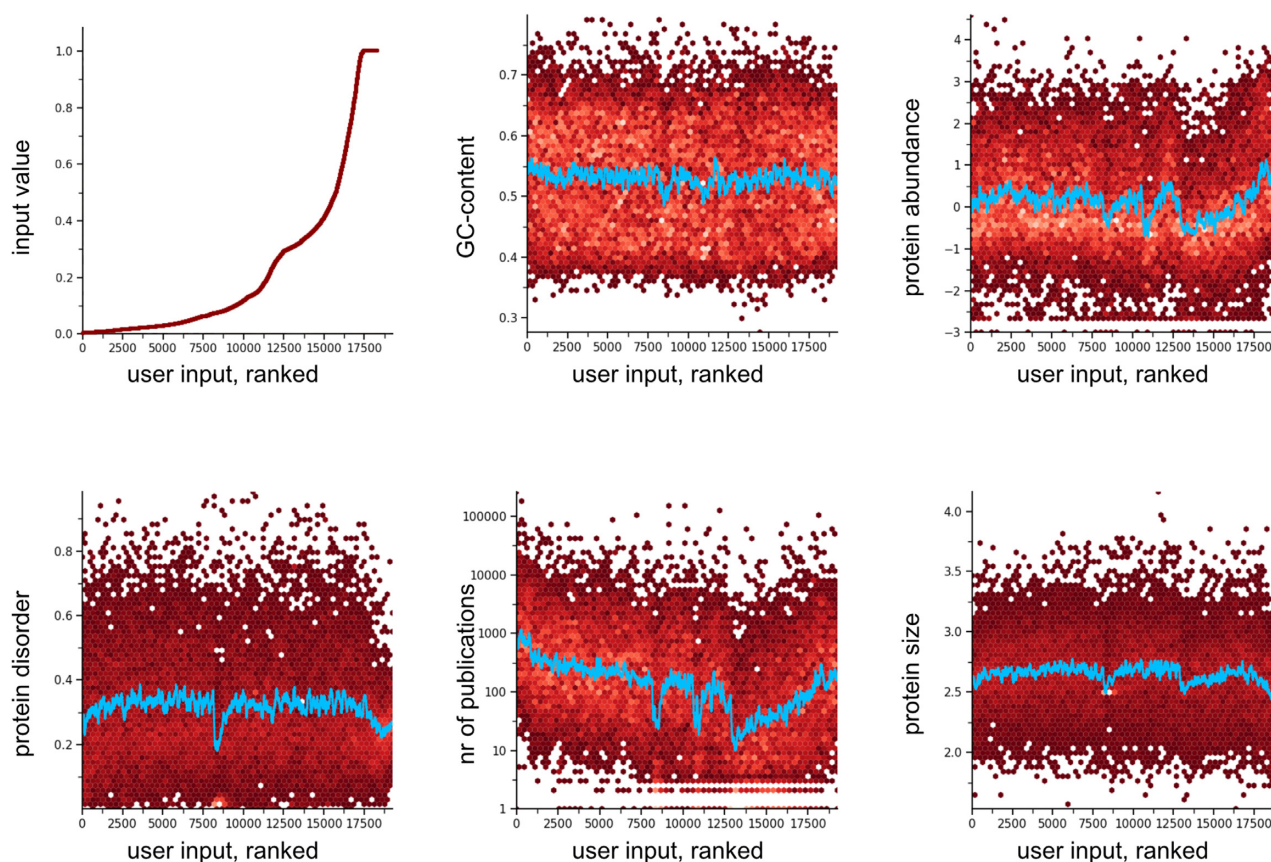 input value
1.0
0.8
0.6
0.4
0.2
0.0
0 2500 5000 7500 10000 12500 15000 17500
user input, ranked
GC-content
0.7
0.6
0.5
0.4
0.3
0 2500 5000 7500 10000 12500 15000 17500
user input, ranked
protein abundance
4
3
2
1
0
−1
−2
−3
0 2500 5000 7500 10000 12500 15000 17500
user input, ranked
protein disorder
0.8
0.6
0.4
0.2
0 2500 5000 7500 10000 12500 15000 17500
user input, ranked
nr of publications
100000
10000
1000
100
10
1
0 2500 5000 7500 10000 12500 15000 17500
user input, ranked
protein size
4.0
3.5
3.0
2.5
2.0
0 2500 5000 7500 10000 12500 15000 17500
user input, ranked